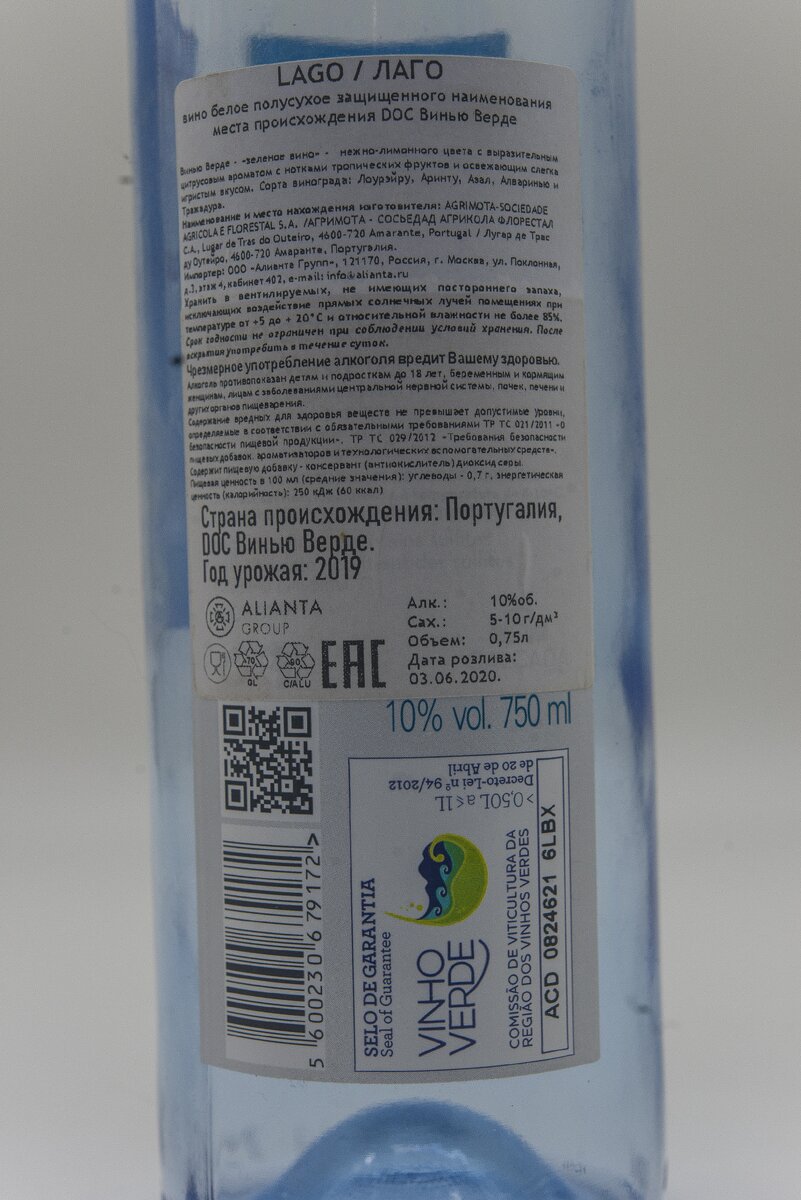 LAGO / ЛАГО
вино белое полусухое защищенного наименования
места происхождения DOC Винью Верде
Винью Верде - «зеленое вино» - нежно-лимонного цвета с выразительным
цитрусовым ароматом с нотками тропических фруктов и освежающим слегка
игристым вкусом. Сорта винограда: Лоурэйру, Аринту, Азал, Алваринью и
Тражадура.
Наименование и место нахождения изготовителя: AGRIMOTA-SOCIEDADE
AGRICOLA E FLORESTAL S.A. /АГРИМОТА - СОСЬЕДАД АГРИКОЛА ФЛОРЕСТАЛ
С.А., Lugar de Tras do Outeiro, 4600-720 Amarante, Portugal / Лугар де Трас
ду Оутейро, 4600-720 Амаранте, Португалия.
Импортер: ООО «Алианта Групп», 121170, Россия, г. Москва, ул. Поклонная,
д.3, этаж 4, кабинет 402, e-mail: info@alianta.ru
Хранить в вентилируемых, не имеющих постороннего запаха,
исключающих воздействие прямых солнечных лучей помещениях при
температуре от +5 до + 20°С и относительной влажности не более 85%.
Срок годности не ограничен при соблюдении условий хранения. После
вскрытия употребить в течение суток.
Чрезмерное употребление алкоголя вредит Вашему здоровью.
Алкоголь противопоказан детям и подросткам до 18 лет, беременным и кормящим
женщинам, лицам с заболеваниями центральной нервной системы, почек, печени и
других органов пищеварения.
Содержание вредных для здоровья веществ не превышает допустимые уровни,
определяемые в соответствии с обязательными требованиями ТР ТС 021/2011 «О
безопасности пищевой продукции», ТР ТС 029/2012 «Требования безопасности
пищевых добавок, ароматизаторов и технологических вспомогательных средств».
Содержит пищевую добавку - консервант (антиокислитель) диоксид серы.
Пищевая ценность в 100 мл (средние значения): углеводы - 0,7 г, энергетическая
ценность (калорийность): 250 кДж (60 ккал)
Страна происхождения: Португалия,
DOC Винью Верде.
Год урожая: 2019
ALIANTA
GROUP
Алк.: 10%об.
Сах.: 5-10 г/дм³
Объем: 0,75л
Дата розлива:
03.06.2020.
70
GL
C/ALU
EAC
10% vol. 750 ml
5 600230 679172 >
SELO DE GARANTIA
Seal of Guarantee
VINHO
VERDE
>0,50L a ≤ 1L
Decreto-Lei nº 94/2012
de 20 de Abril
COMISSÃO DE VITICULTURA DA
REGIÃO DOS VINHOS VERDES
ACD 0824621 6LBX